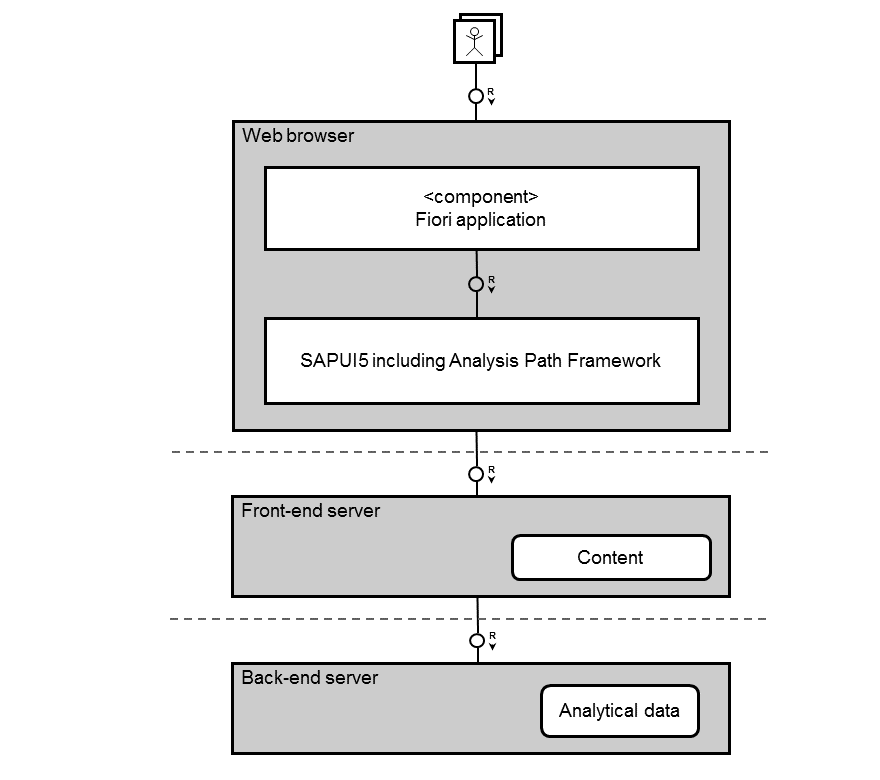 R
Web browser
<component>
Fiori application
R
SAPUI5 including Analysis Path Framework
R
Front-end server
Content
R
Back-end server
Analytical data